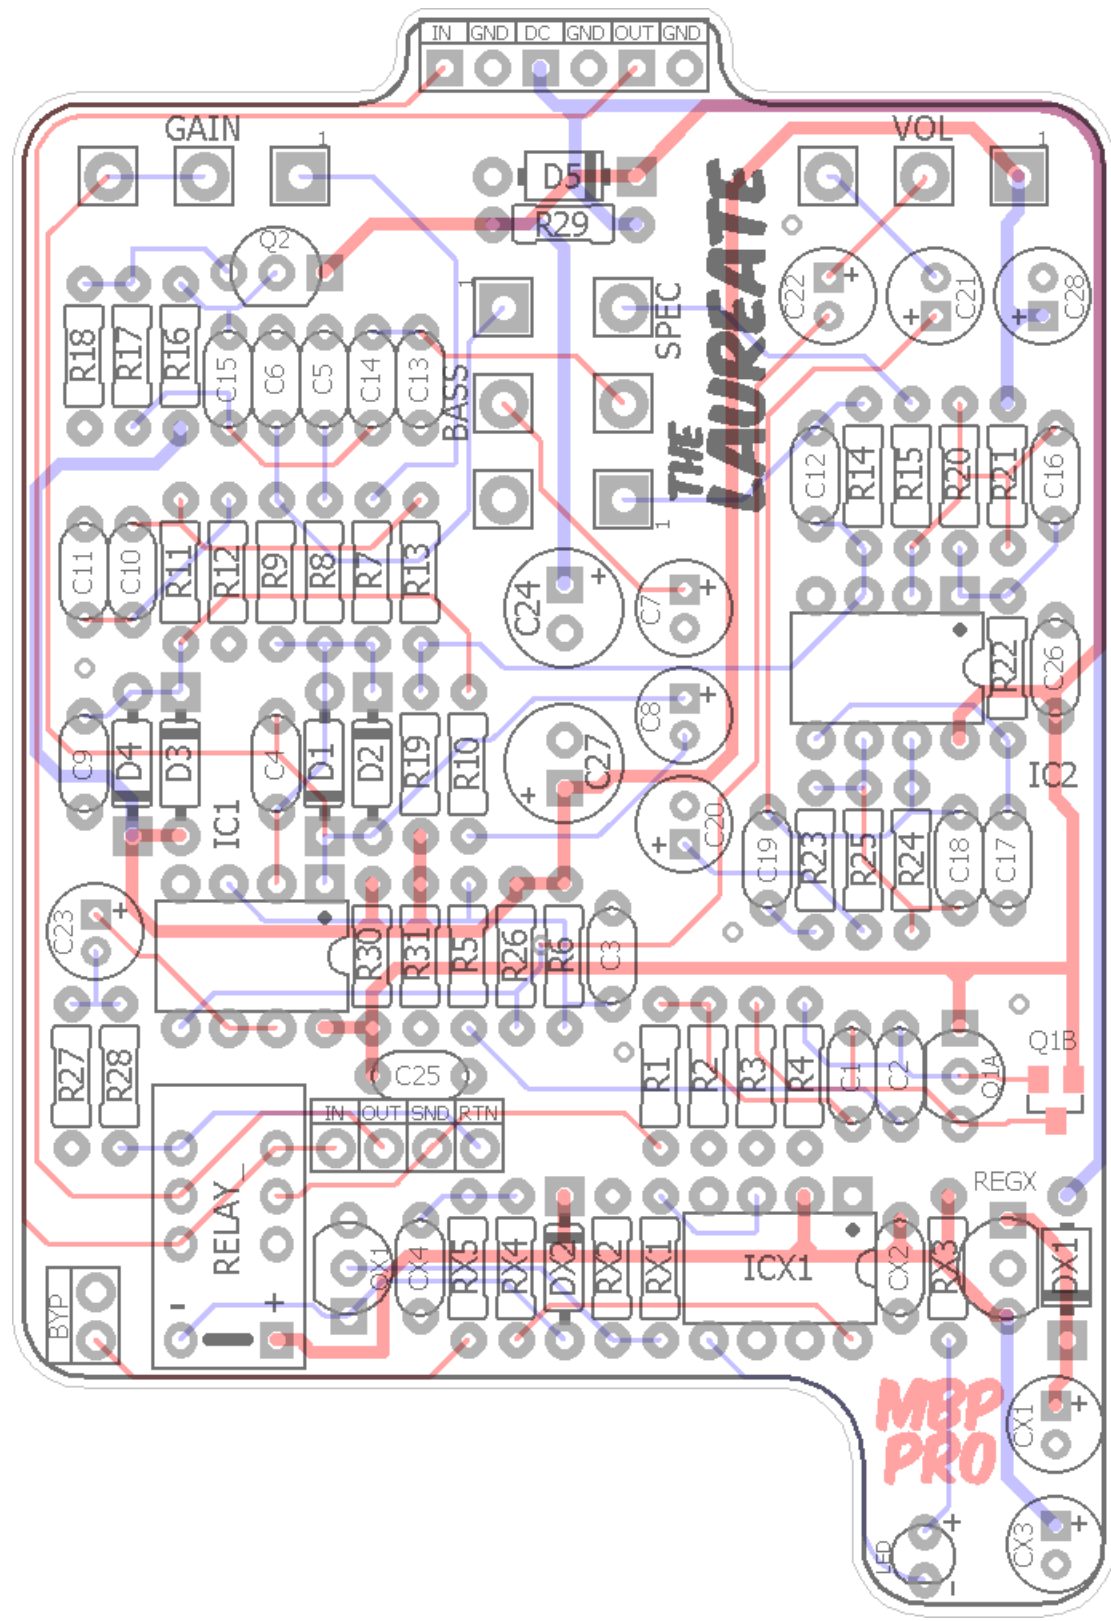 IN GND DC GND OUT GND
GAIN 1
VOL 1
D5
R29
Q2
C22 + C21 + C28 +
1 SPEC
BASS
1
THE
LAUREATE
R18 R17 R16 C15 C6 C5 C14 C13
C12 R14 R15 R20 R21 C16
C11 C10 R11 R12 R9 R8 R7 R13
C24 + C7 +
R22 C26
C8 +
C9 D4 D3 C4 D1 D2 R19 R10
C27 +
IC2
IC1
C20 +
C19 R23 R25 R24 C18 C17
C23 +
R30 R31 R5 R26 R6 C3
R27 R28
C25
R1 R2 R3 R4 C1 C2 Q1A Q1B
IN OUT SND RTN
RELAY
- +
REGX
QX1 CX4 RX5 RX4 DX2 RX2 RX1 ICX1 CX2 RX3 DX1
BYP
MBP
PRO
CX1 +
LED + -
CX3 +